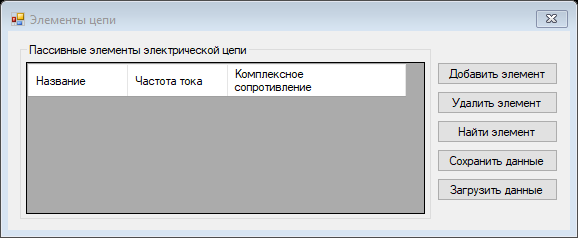 Элементы цепи
Пассивные элементы электрической цепи
Название
Частота тока
Комплексное
сопротивление
Добавить элемент
Удалить элемент
Найти элемент
Сохранить данные
Загрузить данные